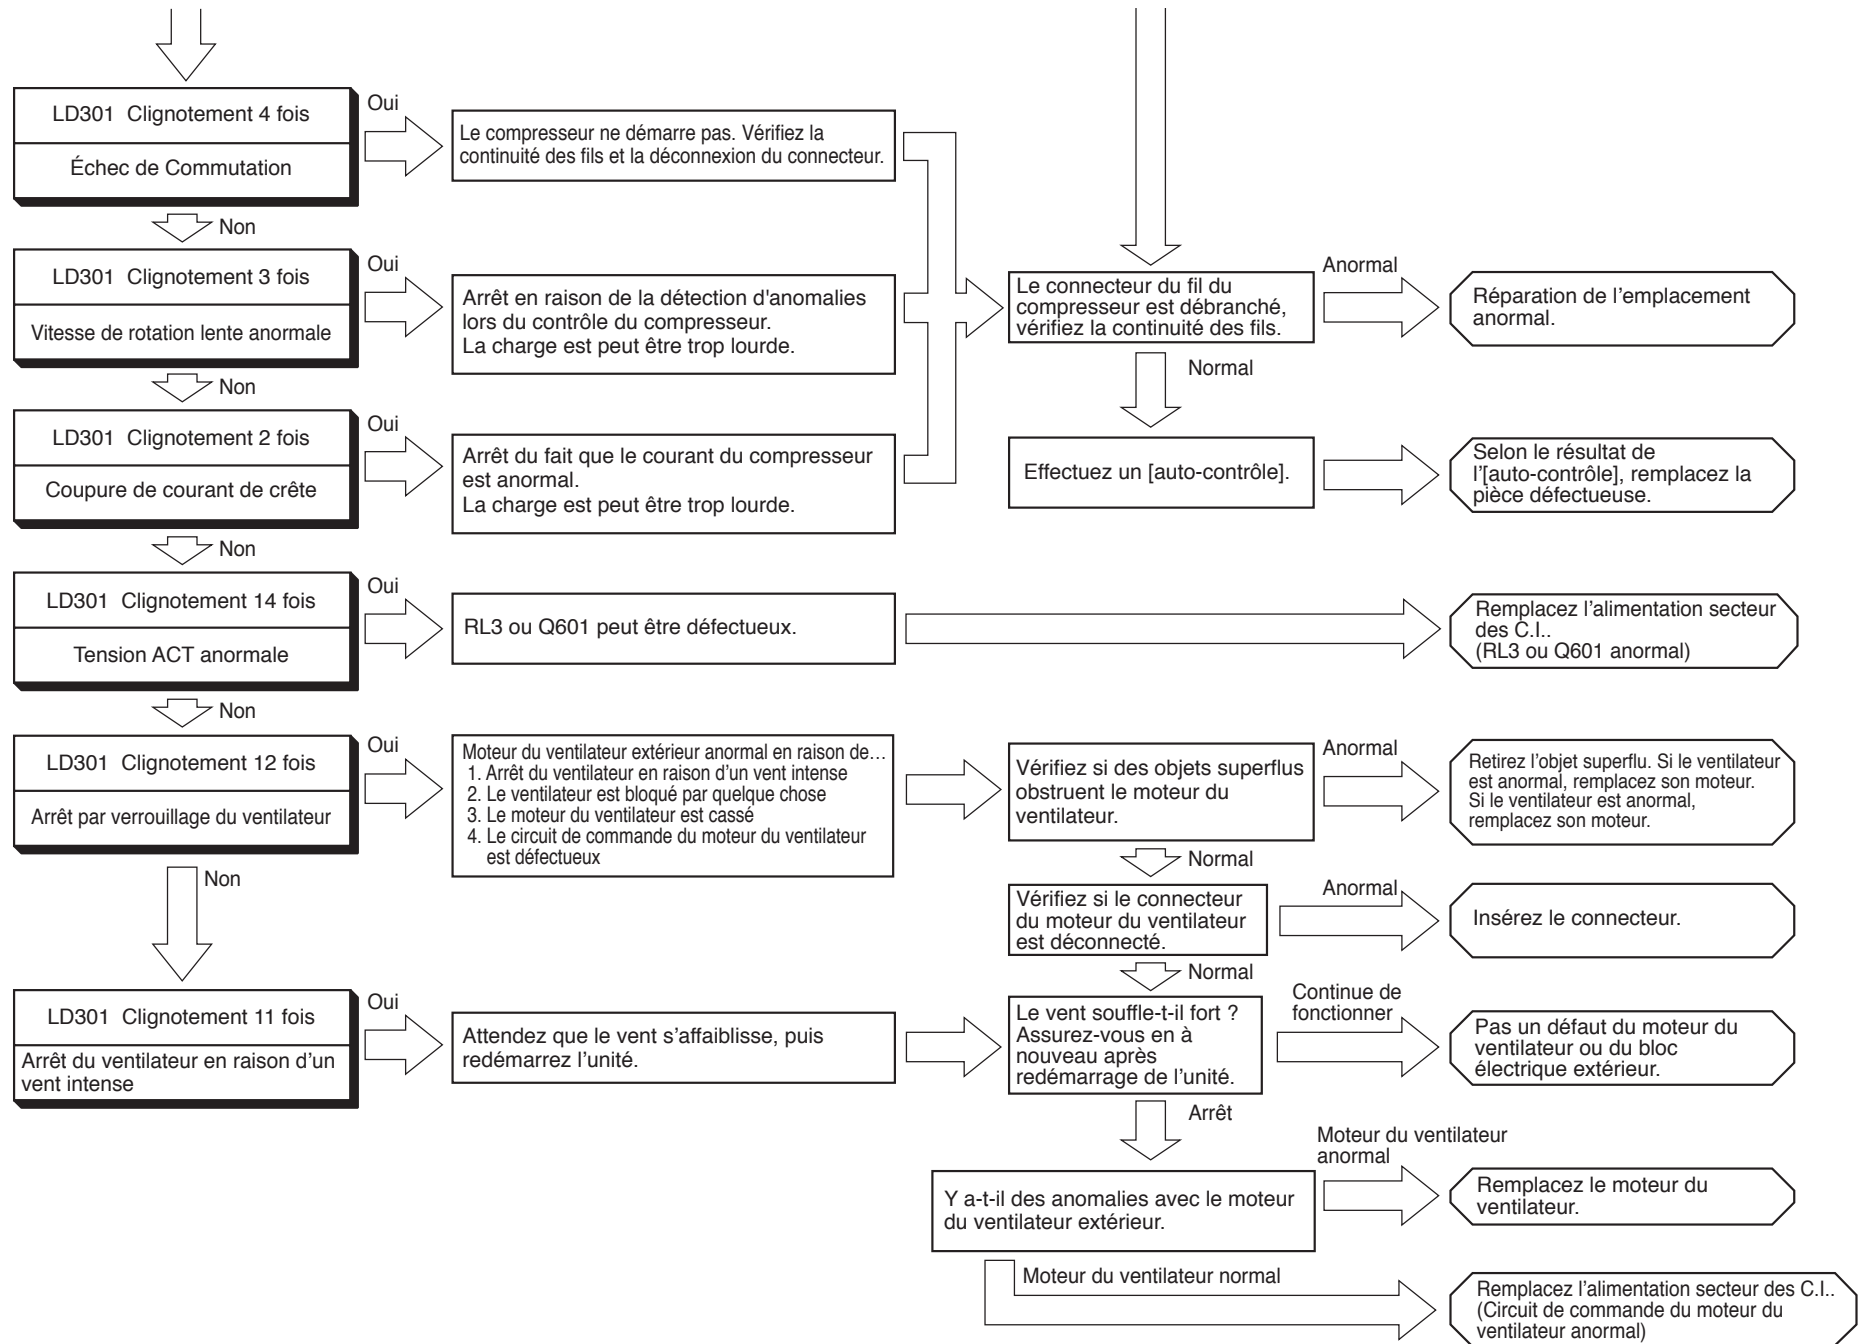 LD301 Clignotement 4 fois
Échec de Commutation
Oui
Le compresseur ne démarre pas. Vérifiez la
continuité des fils et la déconnexion du connecteur.
Non
LD301 Clignotement 3 fois
Vitesse de rotation lente anormale
Oui
Arrêt en raison de la détection d'anomalies
lors du contrôle du compresseur.
La charge est peut être trop lourde.
Le connecteur du fil du
compresseur est débranché,
vérifiez la continuité des fils.
Anormal
Réparation de l’emplacement
anormal.
Non
Normal
LD301 Clignotement 2 fois
Coupure de courant de crête
Oui
Arrêt du fait que le courant du compresseur
est anormal.
La charge est peut être trop lourde.
Effectuez un [auto-contrôle].
Selon le résultat de
l’[auto-contrôle], remplacez la
pièce défectueuse.
Non
LD301 Clignotement 14 fois
Tension ACT anormale
Oui
RL3 ou Q601 peut être défectueux.
Remplacez l’alimentation secteur
des C.I..
(RL3 ou Q601 anormal)
Non
LD301 Clignotement 12 fois
Arrêt par verrouillage du ventilateur
Oui
Moteur du ventilateur extérieur anormal en raison de…
1. Arrêt du ventilateur en raison d’un vent intense
2. Le ventilateur est bloqué par quelque chose
3. Le moteur du ventilateur est cassé
4. Le circuit de commande du moteur du ventilateur
est défectueux
Vérifiez si des objets superflus
obstruent le moteur du
ventilateur.
Anormal
Retirez l’objet superflu. Si le ventilateur
est anormal, remplacez son moteur.
Si le ventilateur est anormal,
remplacez son moteur.
Normal
Non
Vérifiez si le connecteur
du moteur du ventilateur
est déconnecté.
Anormal
Insérez le connecteur.
Normal
LD301 Clignotement 11 fois
Arrêt du ventilateur en raison d’un
vent intense
Oui
Attendez que le vent s’affaiblisse, puis
redémarrez l’unité.
Le vent souffle-t-il fort ?
Assurez-vous en à
nouveau après
redémarrage de l’unité.
Continue de
fonctionner
Pas un défaut du moteur du
ventilateur ou du bloc
électrique extérieur.
Arrêt
Y a-t-il des anomalies avec le moteur
du ventilateur extérieur.
Moteur du ventilateur
anormal
Remplacez le moteur du
ventilateur.
Moteur du ventilateur normal
Remplacez l’alimentation secteur des C.I..
(Circuit de commande du moteur du
ventilateur anormal)